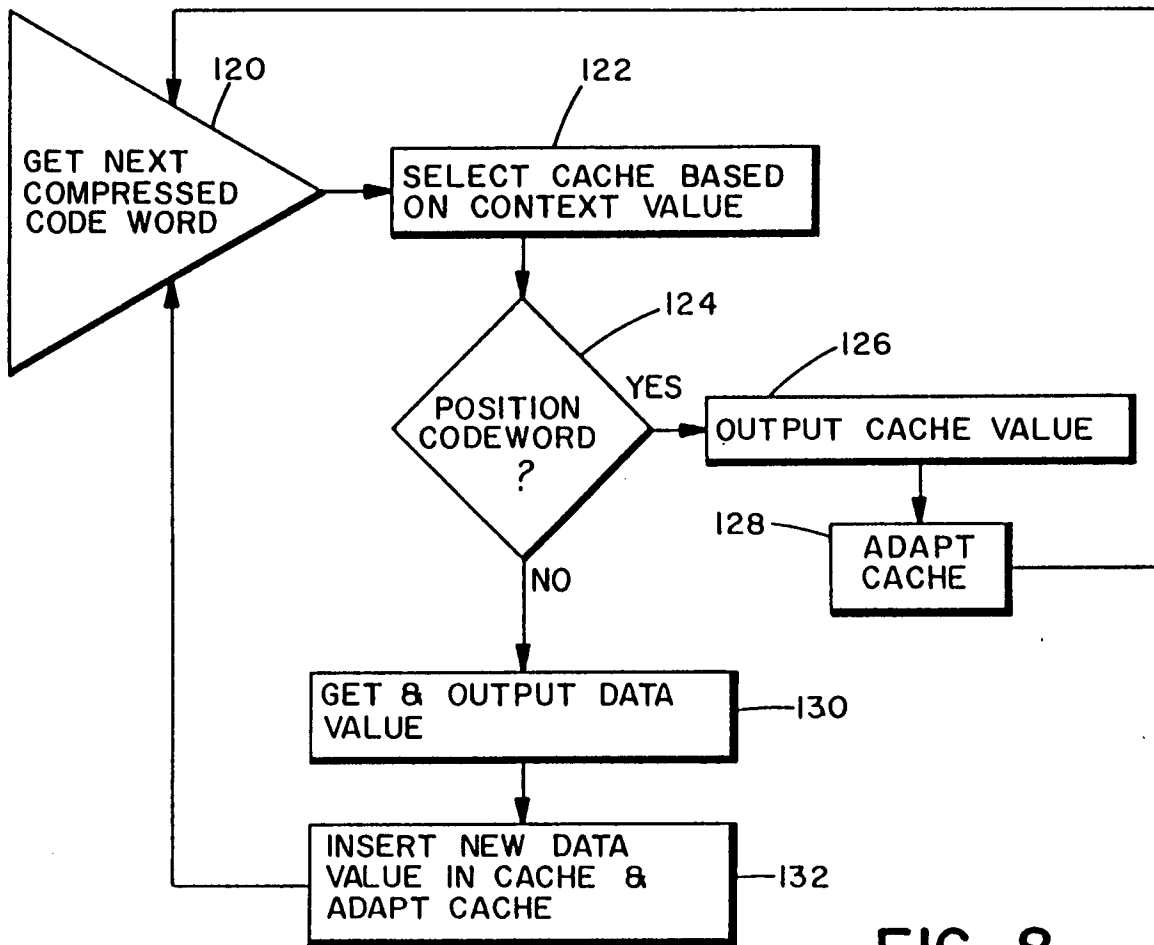 120
122
GET NEXT
COMPRESSED
CODE WORD
SELECT CACHE BASED
ON CONTEXT VALUE
124
126
YES
POSITION
CODEWORD
?
OUTPUT CACHE VALUE
128
ADAPT
CACHE
NO
GET & OUTPUT DATA
VALUE
130
INSERT NEW DATA
VALUE IN CACHE &
ADAPT CACHE
132
FIG. 8